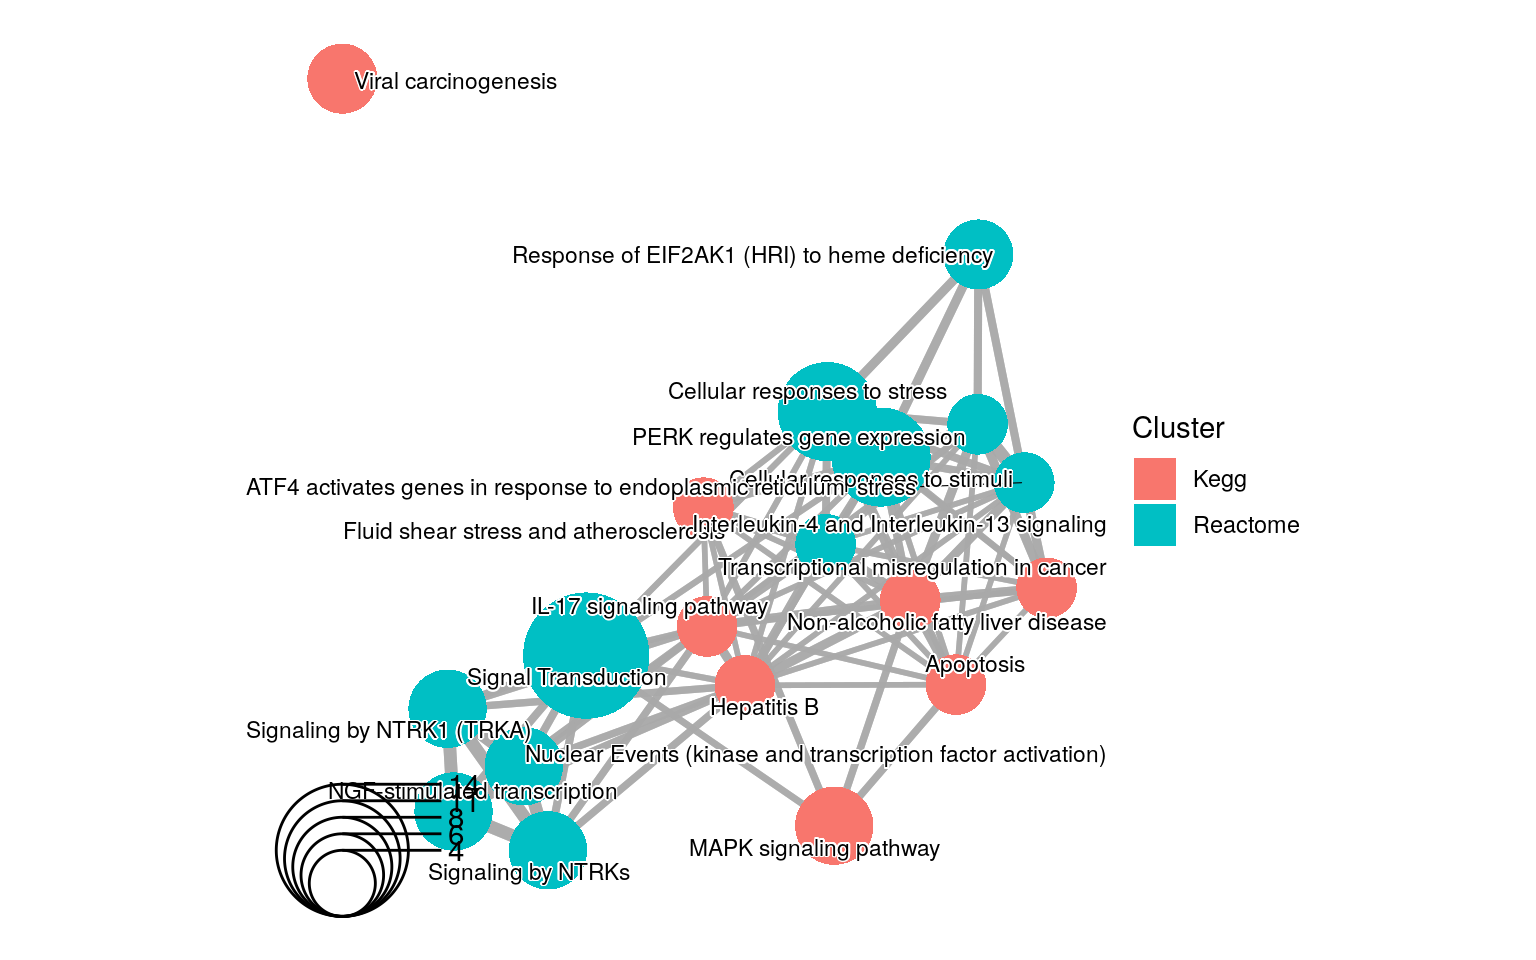 Viral carcinogenesis
Response of EIF2AK1 (HRI) to heme deficiency
Cellular responses to stress
Cluster
PERK regulates gene expression
Kegg
Cellular responses to stimuli
ATF4 activates genes in response to endoplasmic reticulum stress
Interleukin-4 and Interleukin-13 signaling
Reactome
Fluid shear stress and atherosclerosis
Transcriptional misregulation in cancer
IL-17 signaling pathway
Non-alcoholic fatty liver disease
Apoptosis
Signal Transduction
Hepatitis B
Signaling by NTRK1 (TRKA)
Nuclear Events (kinase and transcription factor activation)
14
NGF-stimulated transcription
11
8
6
4
MAPK signaling pathway
Signaling by NTRKs